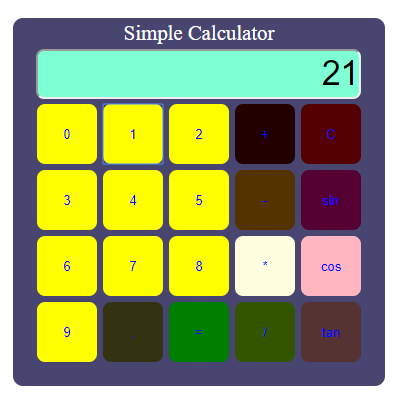 Simple Calculator
21
0 1 2 + C
3 4 5 - sin
6 7 8 * cos
9 . = / tan